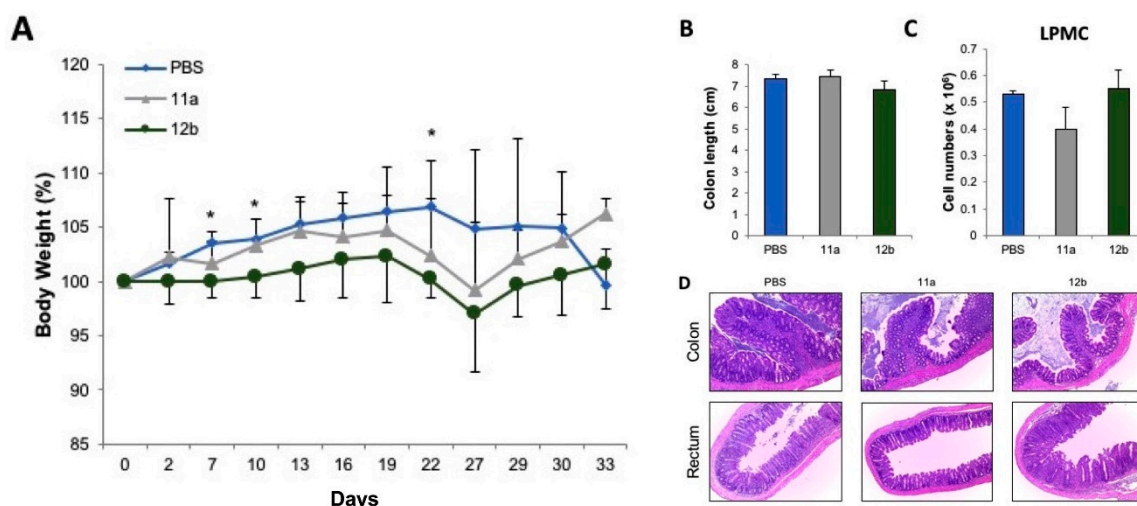 A
Body Weight (%)
120
115
110
105
100
95
90
85
PBS
11a
12b
*
*
*
0 2 7 10 13 16 19 22 27 29 30 33
Days
B
Colon length (cm)
8
7
6
5
4
3
2
1
0
PBS 11a 12b
C
LPMC
Cell numbers (x 10⁶)
0.7
0.6
0.5
0.4
0.3
0.2
0.1
0
PBS 11a 12b
D
PBS 11a 12b
Colon
Rectum